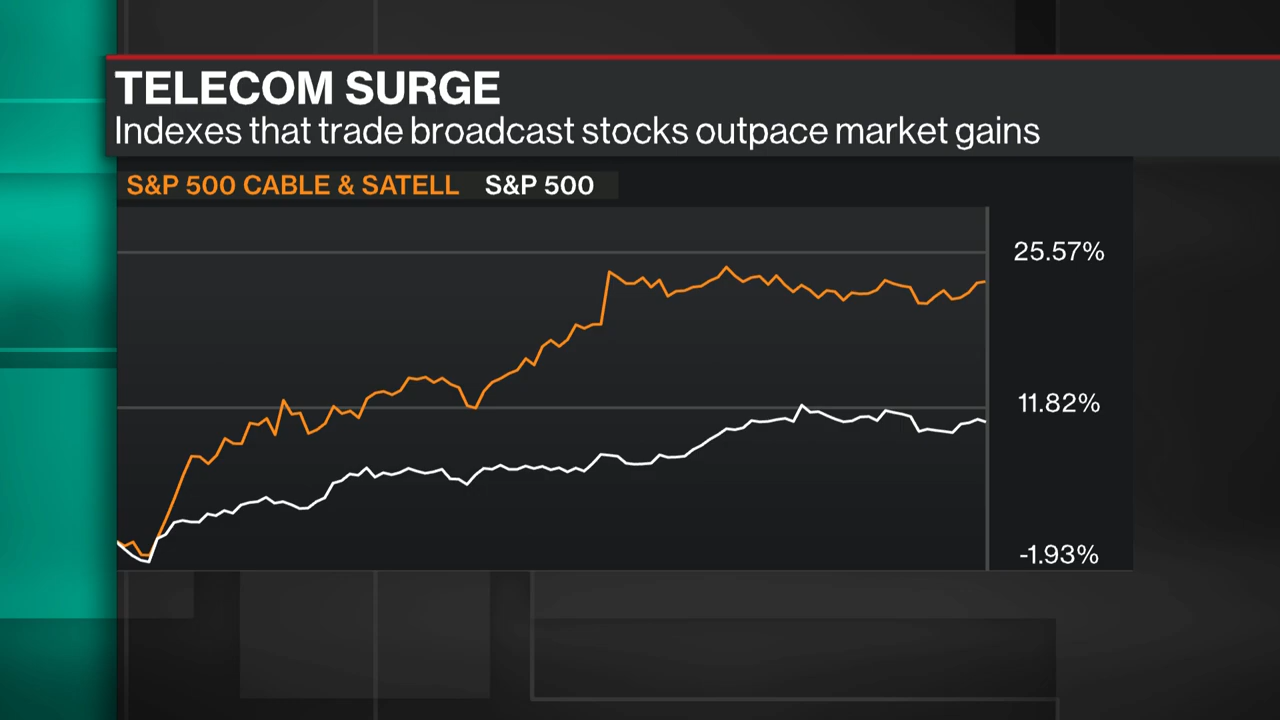 TELECOM SURGE
Indexes that trade broadcast stocks outpace market gains
S&P 500 CABLE & SATELL S&P 500
25.57%
11.82%
-1.93%